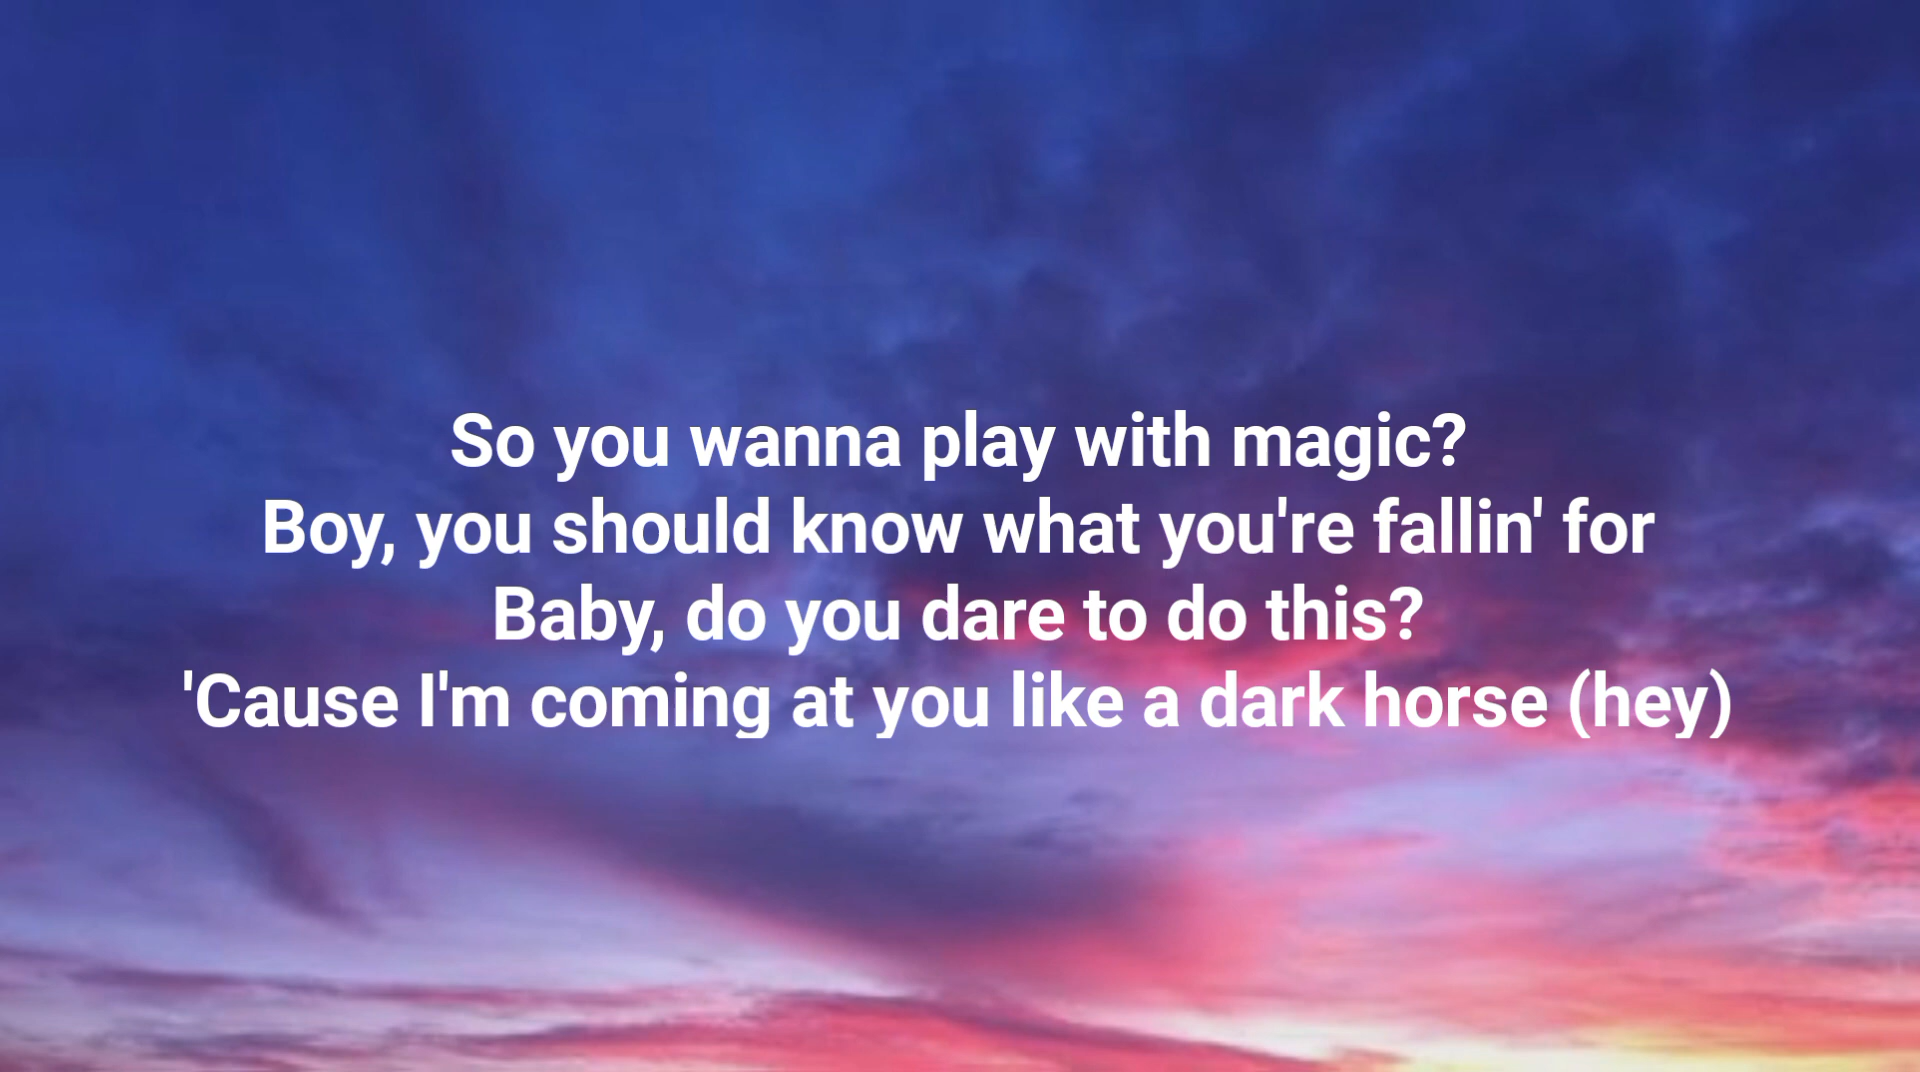 So you wanna play with magic?
Boy, you should know what you're fallin' for
Baby, do you dare to do this?
'Cause I'm coming at you like a dark horse (hey)